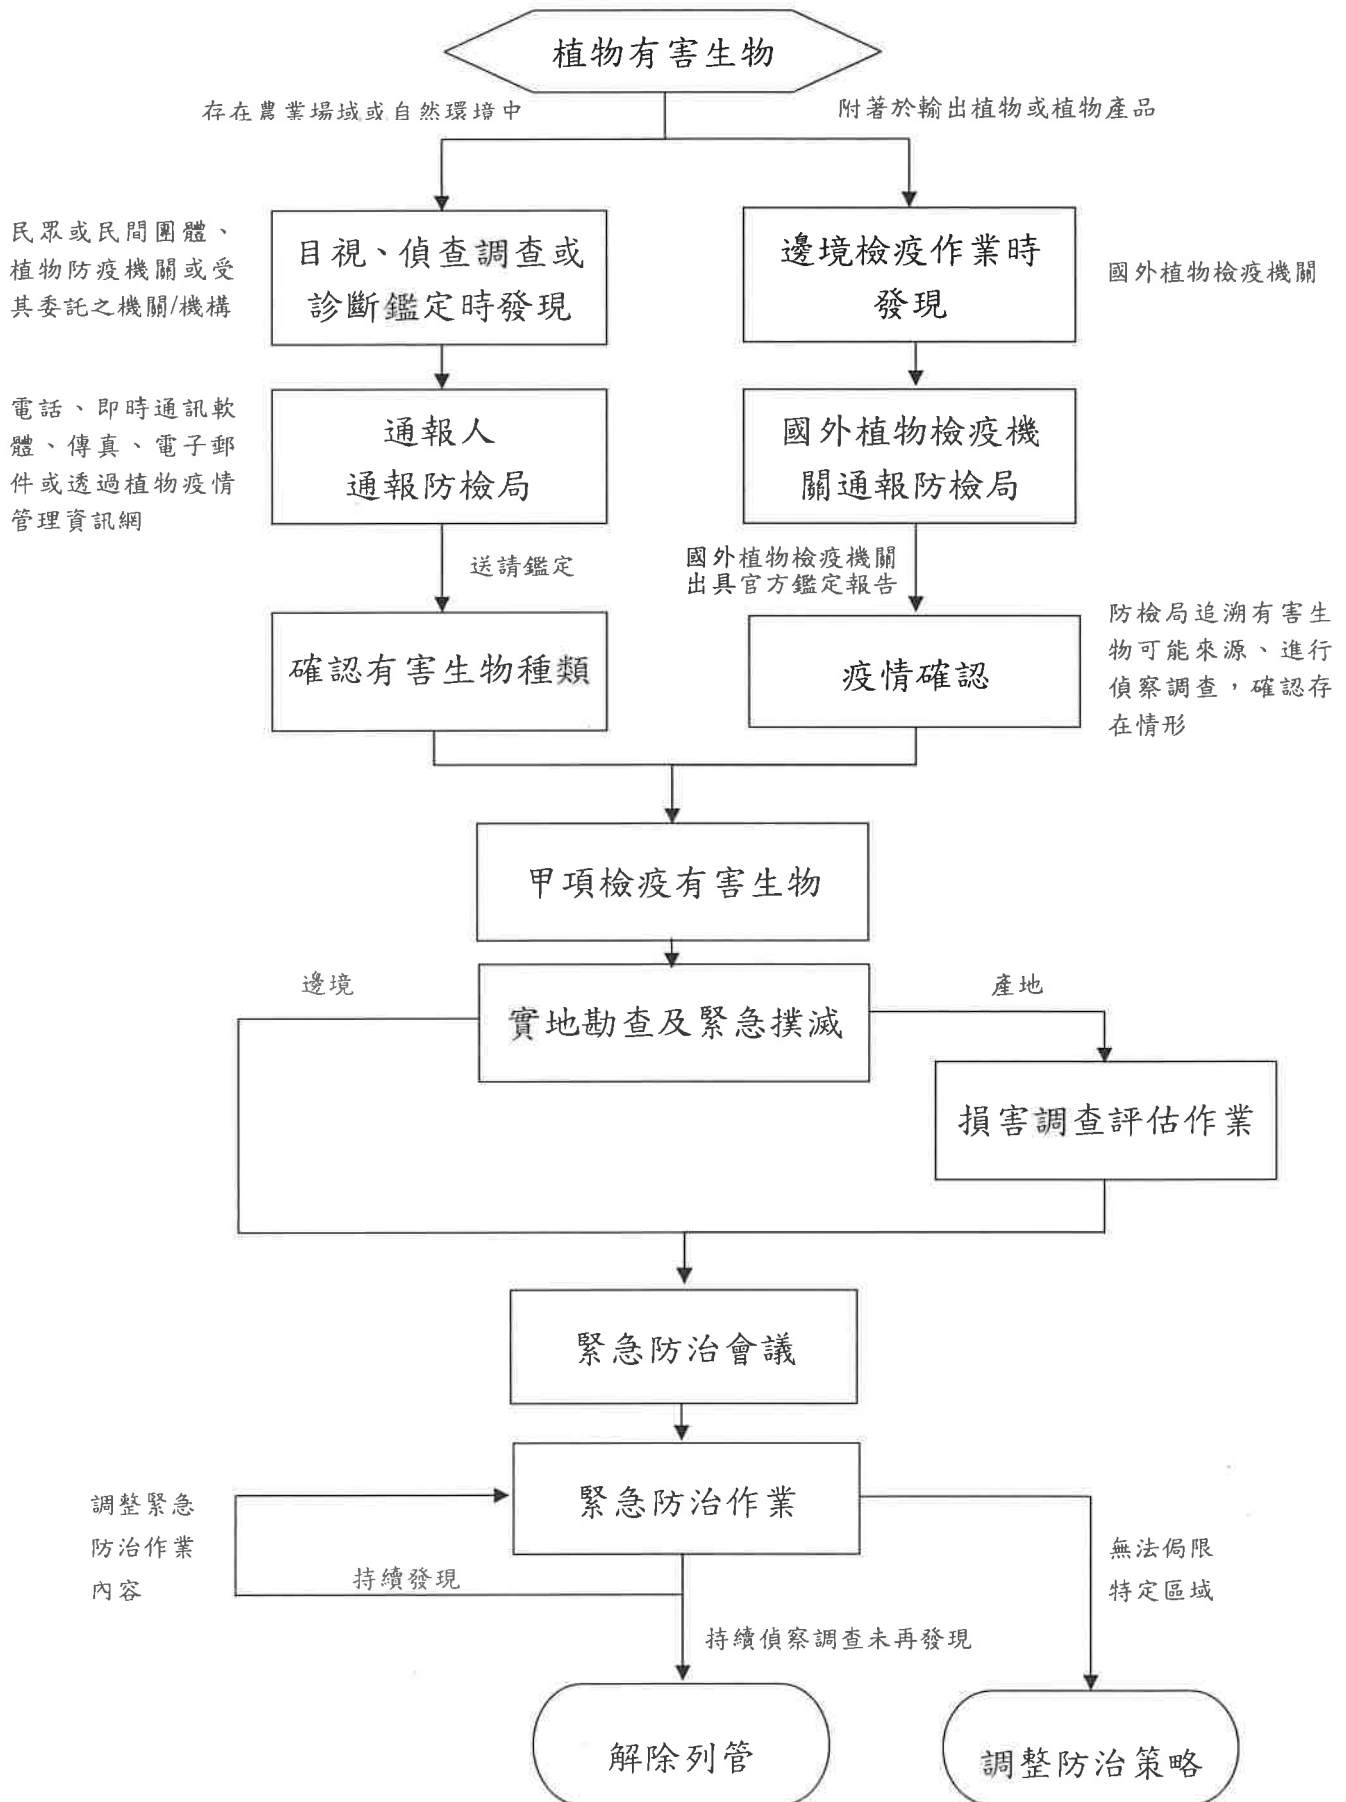 植物有害生物
存在農業場域或自然環境中
附著於輸出植物或植物產品
民眾或民間團體、
植物防疫機關或受
其委託之機關/機構
目視、偵查調查或
診斷鑑定時發現
邊境檢疫作業時
發現
國外植物檢疫機關
電話、即時通訊軟
體、傳真、電子郵
件或透過植物疫情
管理資訊網
通報人
通報防檢局
國外植物檢疫機
關通報防檢局
送請鑑定
國外植物檢疫機關
出具官方鑑定報告
確認有害生物種類
疫情確認
防檢局追溯有害生
物可能來源、進行
偵察調查，確認存
在情形
甲項檢疫有害生物
邊境
實地勘查及緊急撲滅
產地
損害調查評估作業
緊急防治會議
緊急防治作業
調整緊急
防治作業
內容
持續發現
無法侷限
特定區域
持續偵察調查未再發現
解除列管
調整防治策略